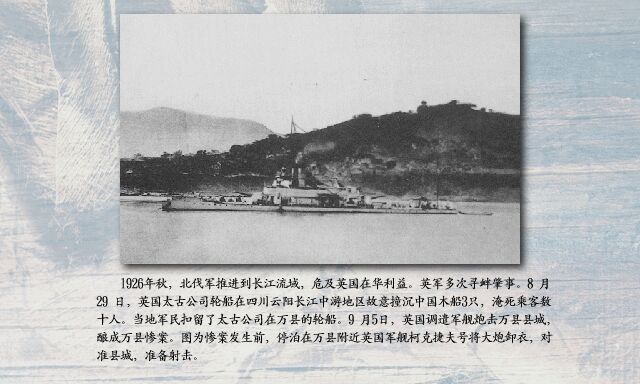 1926年秋，北伐军推进到长江流域，危及英国在华利益。英军多次寻衅肇事。8 月
29 日，英国太古公司轮船在四川云阳长江中游地区故意撞沉中国木船3只，淹死乘客数
十人。当地军民扣留了太古公司在万县的轮船。9 月5日，英国调遣军舰炮击万县县城，
酿成万县惨案。图为惨案发生前，停泊在万县附近英国军舰柯克捷夫号将大炮卸衣，对
准县城，准备射击。